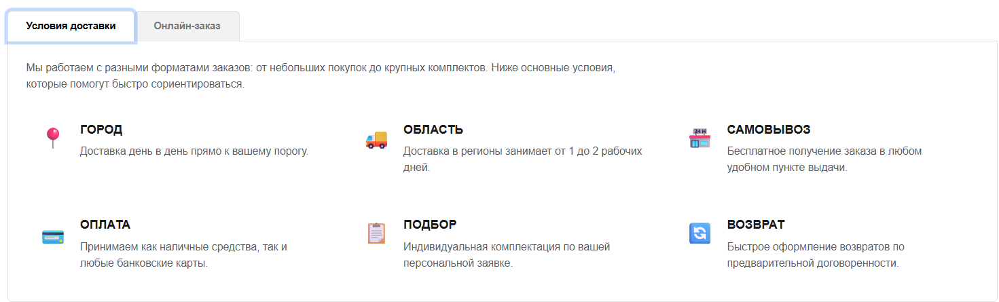 Условия доставки
Онлайн-заказ
Мы работаем с разными форматами заказов: от небольших покупок до крупных комплектов. Ниже основные условия,
которые помогут быстро сориентироваться.
ГОРОД
Доставка день в день прямо к вашему порогу.
ОБЛАСТЬ
Доставка в регионы занимает от 1 до 2 рабочих
дней.
24 H
САМОВЫВОЗ
Бесплатное получение заказа в любом
удобном пункте выдачи.
ОПЛАТА
Принимаем как наличные средства, так и
любые банковские карты.
ПОДБОР
Индивидуальная комплектация по вашей
персональной заявке.
ВОЗВРАТ
Быстрое оформление возвратов по
предварительной договоренности.